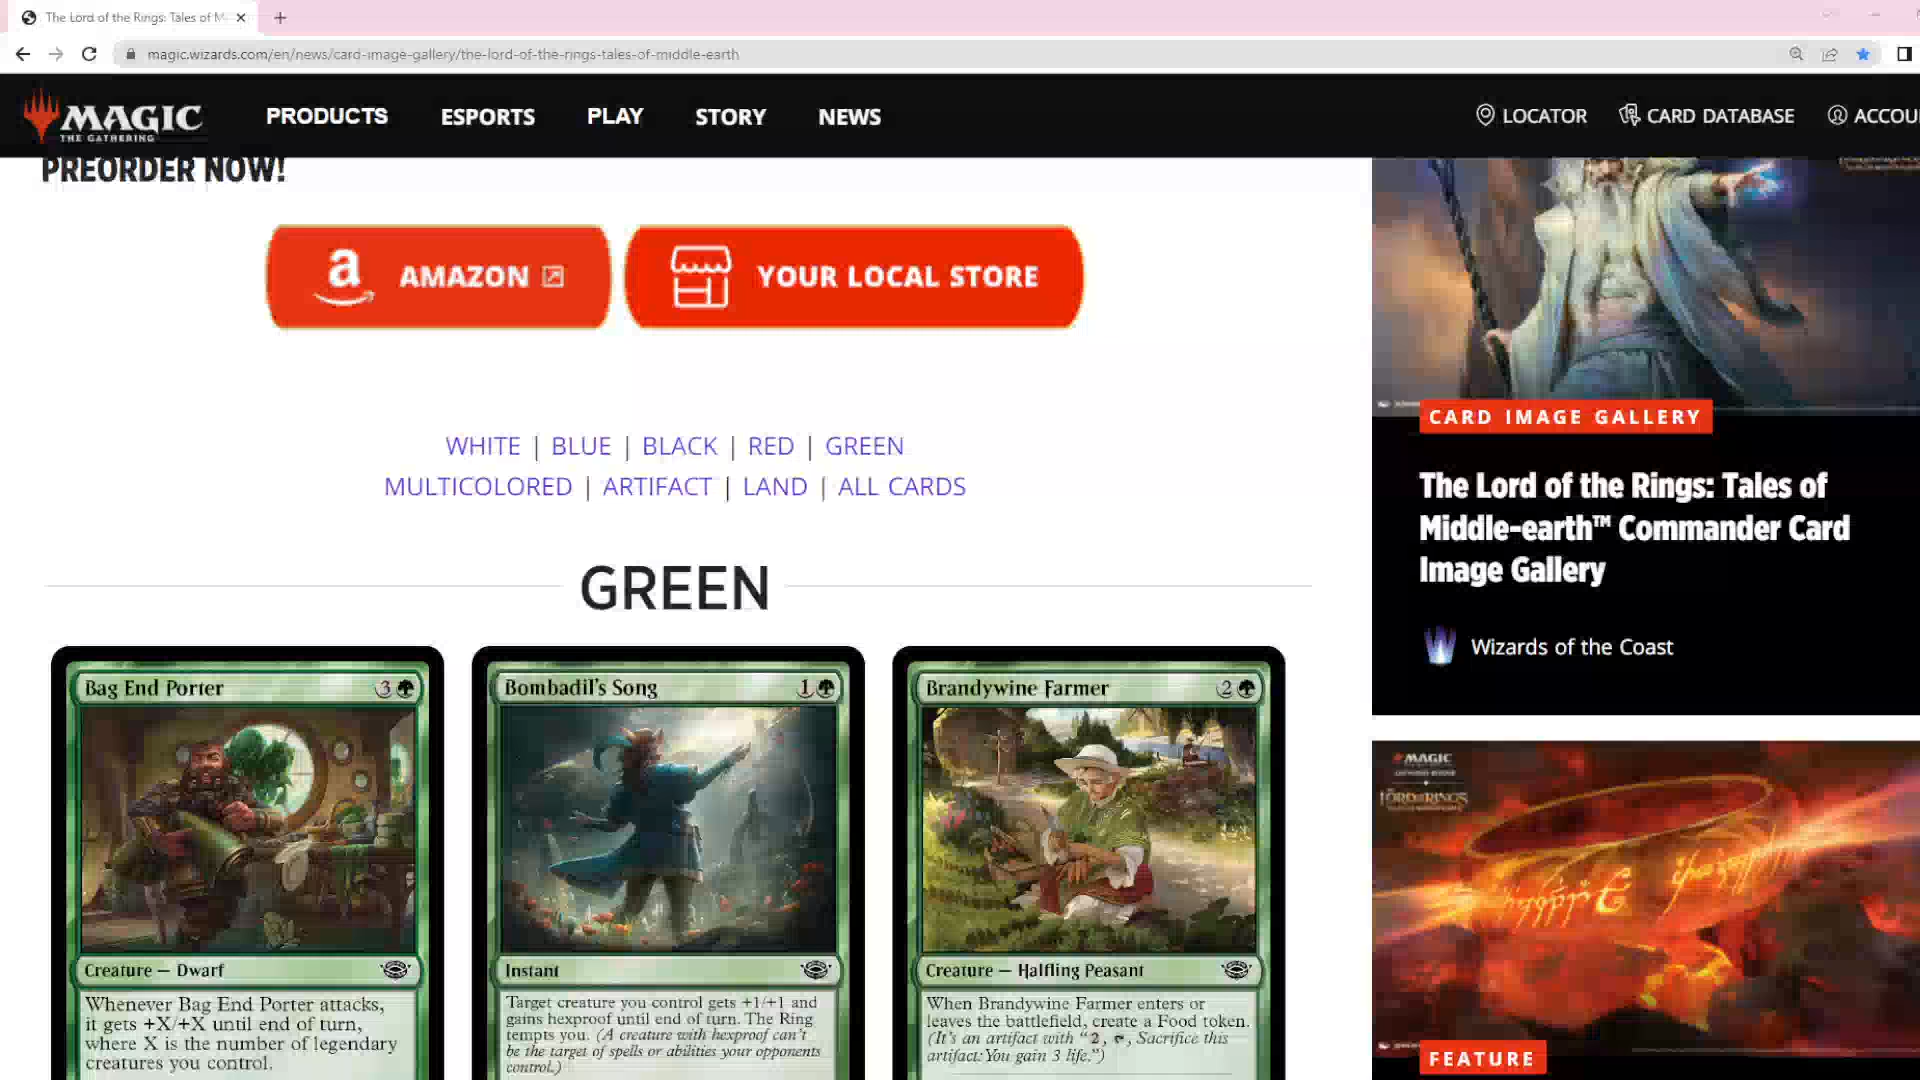 The Lord of the Rings: Tales of M
magic.wizards.com/en/news/card-image-gallery/the-lord-of-the-rings-tales-of-middle-earth
MAGIC
THE GATHERING
PRODUCTS
ESPORTS
PLAY
STORY
NEWS
LOCATOR
CARD DATABASE
ACCOU
PREORDER NOW!
a AMAZON
YOUR LOCAL STORE
WHITE | BLUE | BLACK | RED | GREEN
MULTICOLORED | ARTIFACT | LAND | ALL CARDS
GREEN
Bag End Porter 3
Creature — Dwarf
Whenever Bag End Porter attacks,
it gets +X/+X until end of turn,
where X is the number of legendary
creatures you control.
Bombadil's Song 1
Instant
Target creature you control gets +1/+1 and
gains hexproof until end of turn. The Ring
tempts you. (A creature with hexproof can't
be the target of spells or abilities your opponents
control.)
Brandywine Farmer 2
Creature — Halfling Peasant
When Brandywine Farmer enters or
leaves the battlefield, create a Food token.
(It's an artifact with "2, T, Sacrifice this
artifact: You gain 3 life.")
CARD IMAGE GALLERY
The Lord of the Rings: Tales of
Middle-earth™ Commander Card
Image Gallery
Wizards of the Coast
MAGIC
THE LORD OF THE RINGS
FEATURE